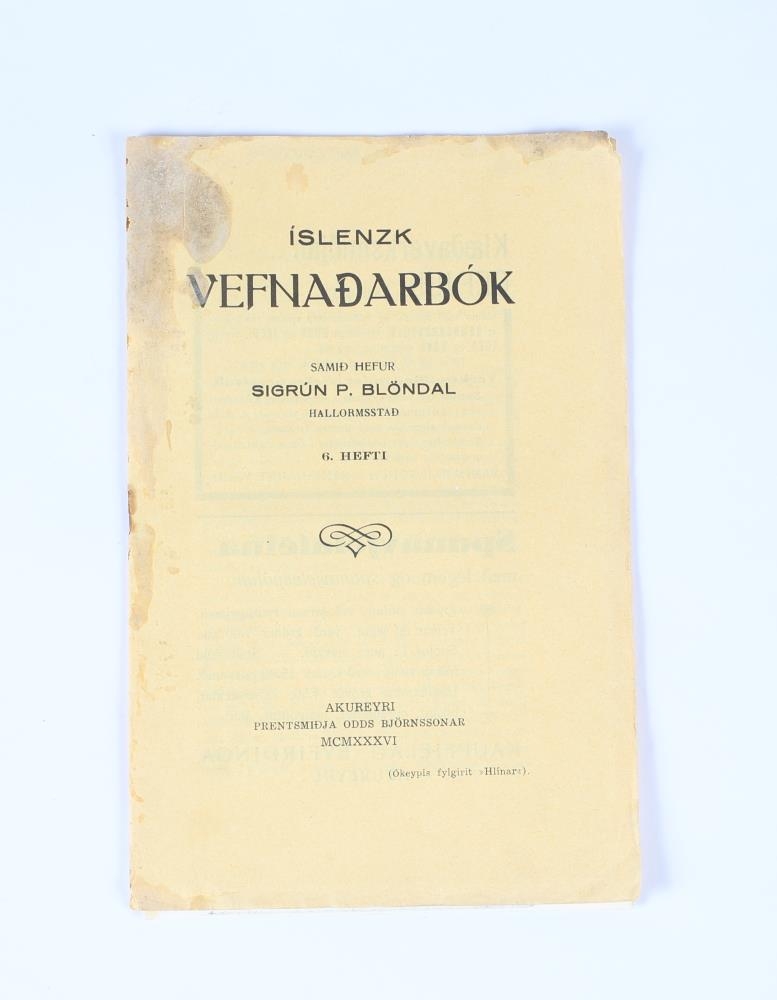 ÍSLENZK
VEFNAÐARBÓK
SAMIÐ HEFUR
SIGRÚN P. BLÖNDAL
HALLORMSSTAÐ
6. HEFTI
AKUREYRI
PRENTSMIÐJA ODDS BJÖRNSSONAR
MCMXXXVI
(Ókeypis fylgirit »Hlínar«).